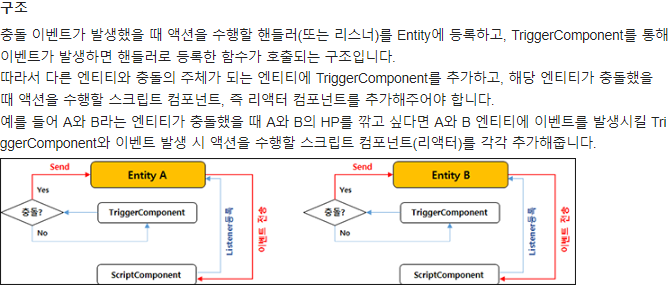 구조
충돌 이벤트가 발생했을 때 액션을 수행할 핸들러(또는 리스너)를 Entity에 등록하고, TriggerComponent를 통해
이벤트가 발생하면 핸들러로 등록한 함수가 호출되는 구조입니다.
따라서 다른 엔티티와 충돌의 주체가 되는 엔티티에 TriggerComponent를 추가하고, 해당 엔티티가 충돌했을
때 액션을 수행할 스크립트 컴포넌트, 즉 리액터 컴포넌트를 추가해주어야 합니다.
예를 들어 A와 B라는 엔티티가 충돌했을 때 A와 B의 HP를 깎고 싶다면 A와 B 엔티티에 이벤트를 발생시킬 Tri
ggerComponent와 이벤트 발생 시 액션을 수행할 스크립트 컴포넌트(리액터)를 각각 추가해줍니다.
Send
Entity A
Yes
충돌?
TriggerComponent
No
Listener등록
이벤트 전송
ScriptComponent
Send
Entity B
Yes
충돌?
TriggerComponent
No
Listener등록
이벤트 전송
ScriptComponent